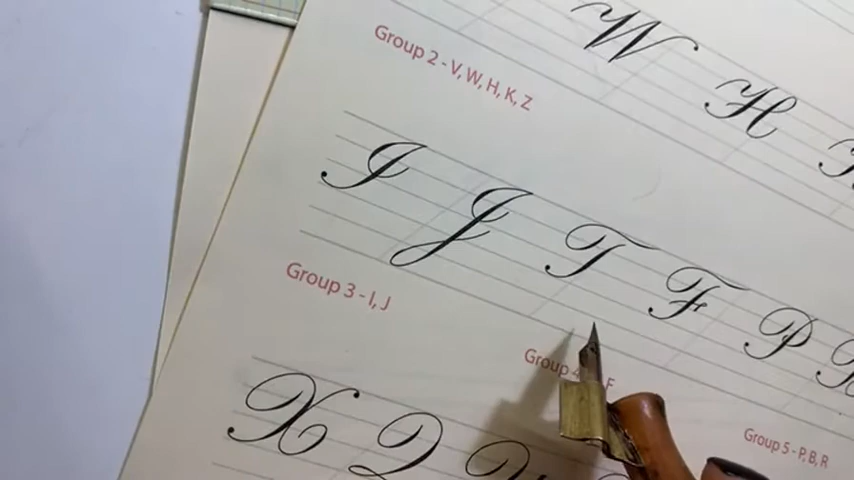 W H
Group 2 - V, W, H, K, Z
I J T F P
Group 3 - I, J
Group 4 F
Group 5 - P, B, R
X Q